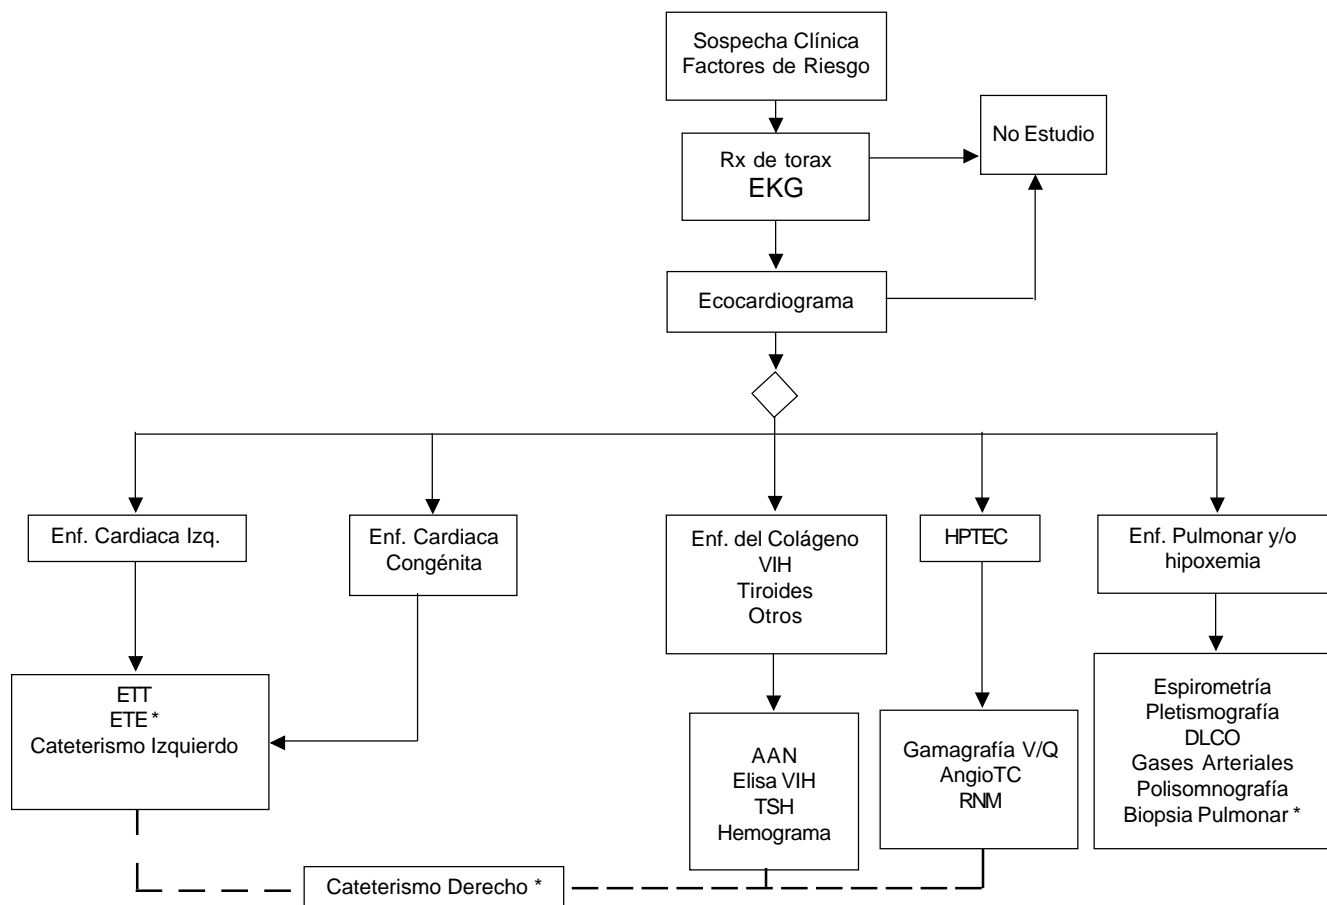 Sospecha Clínica
Factores de Riesgo
No Estudio
Rx de torax
EKG
Ecocardiograma
Enf. Cardiaca Izq.
Enf. Cardiaca
Congénita
Enf. del Colágeno
VIH
Tiroides
Otros
HPTEC
Enf. Pulmonar y/o
hipoxemia
ETT
ETE *
Cateterismo Izquierdo
AAN
Elisa VIH
TSH
Hemograma
Gamagrafía V/Q
AngioTC
RNM
Espirometría
Pletismografía
DLCO
Gases Arteriales
Polisomnografía
Biopsia Pulmonar *
Cateterismo Derecho *